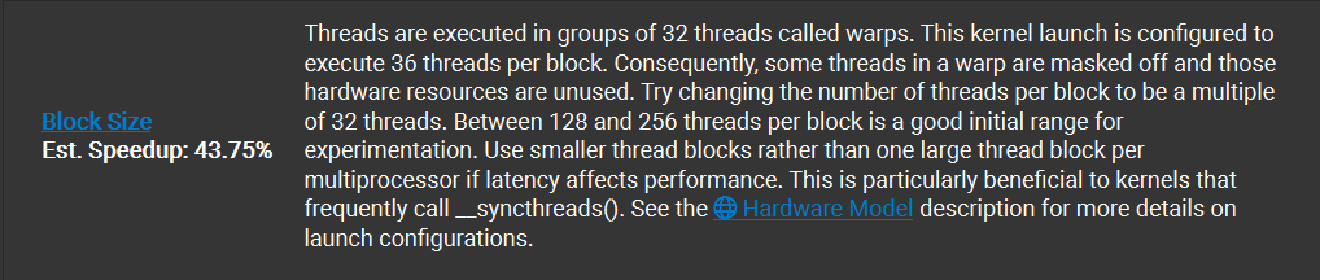 Threads are executed in groups of 32 threads called warps. This kernel launch is configured to
execute 36 threads per block. Consequently, some threads in a warp are masked off and those
hardware resources are unused. Try changing the number of threads per block to be a multiple
Block Size
of 32 threads. Between 128 and 256 threads per block is a good initial range for
Est. Speedup: 43.75%
experimentation. Use smaller thread blocks rather than one large thread block per
multiprocessor if latency affects performance. This is particularly beneficial to kernels that
frequently call __syncthreads(). See the Hardware Model description for more details on
launch configurations.